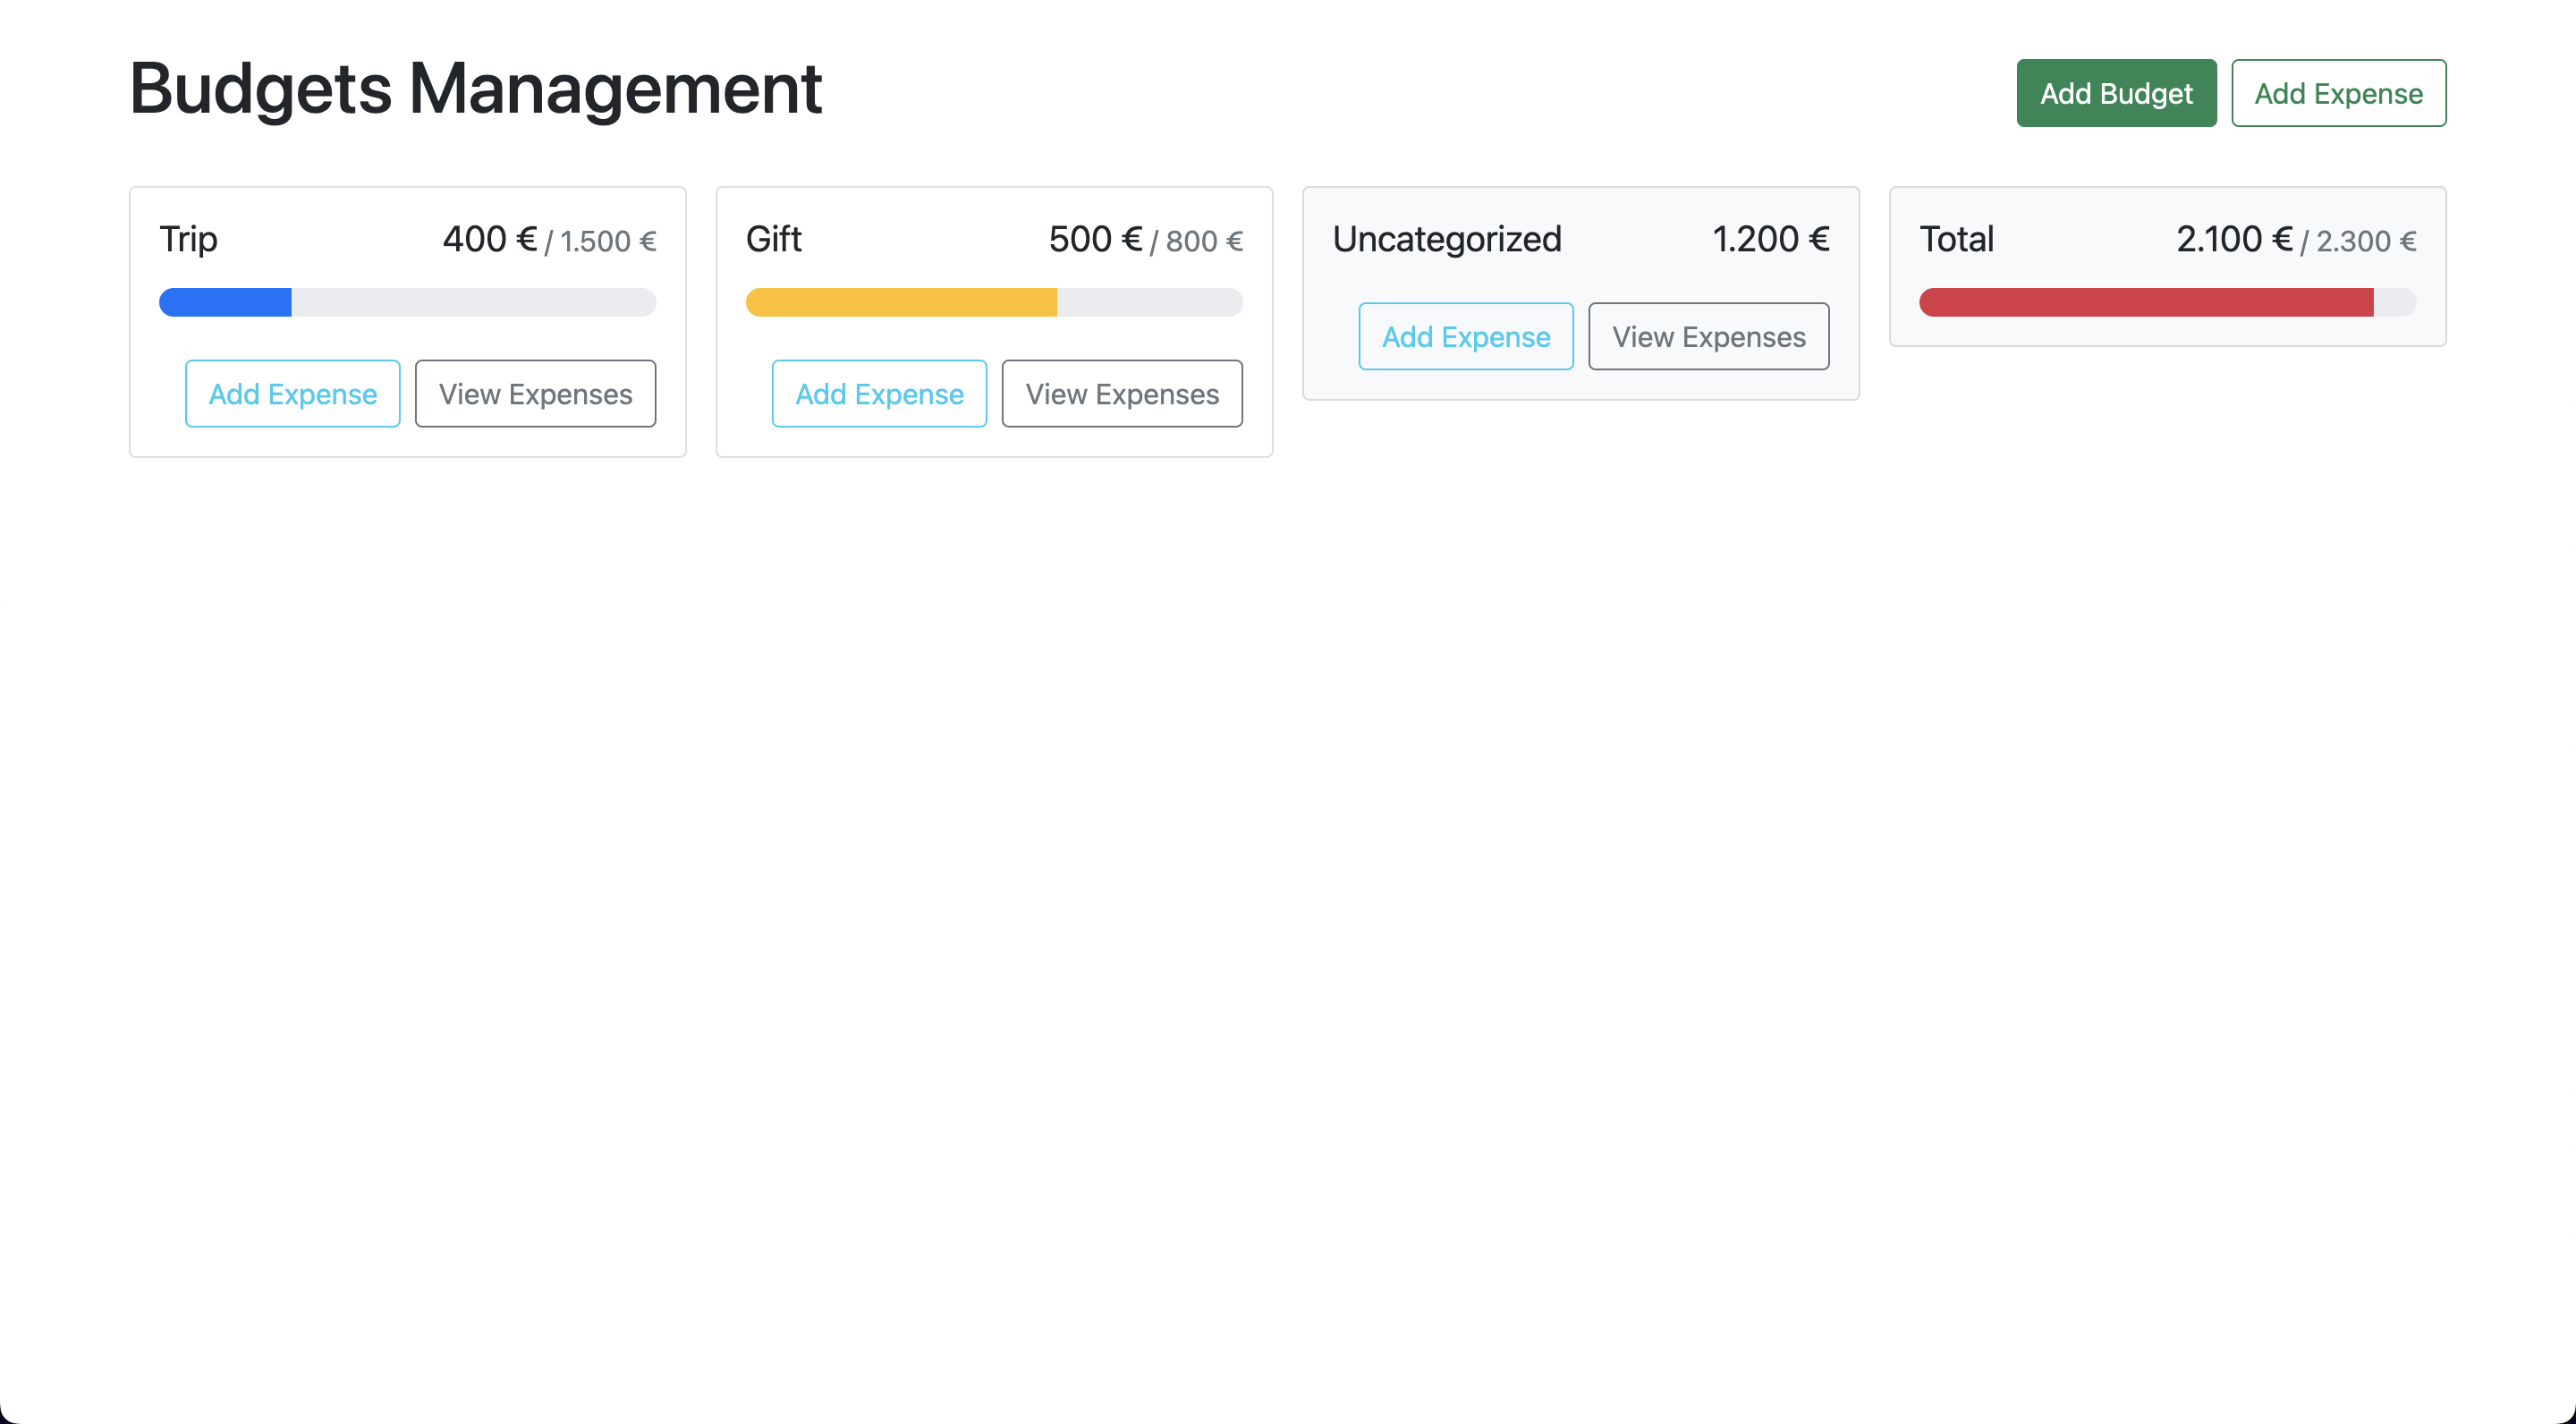 Budgets Management
Add Budget
Add Expense
Trip
400 € / 1.500 €
Add Expense
View Expenses
Gift
500 € / 800 €
Add Expense
View Expenses
Uncategorized
1.200 €
Add Expense
View Expenses
Total
2.100 € / 2.300 €